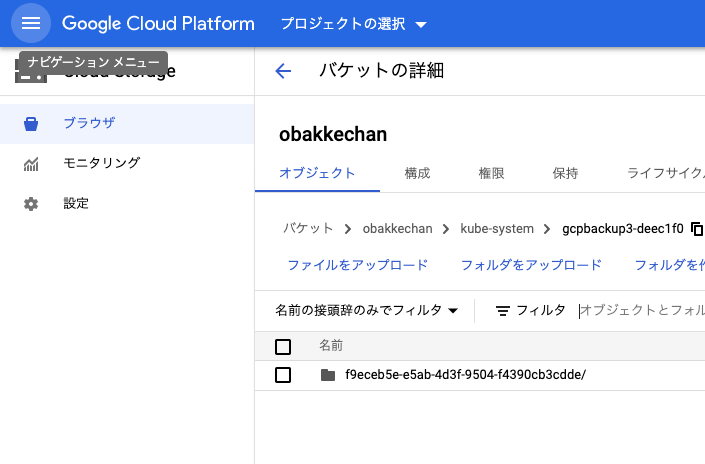 Google Cloud Platform プロジェクトの選択
ナビゲーション メニュー
Cloud Storage
バケットの詳細
ブラウザ
モニタリング
設定
obakkechan
オブジェクト 構成 権限 保持 ライフサイクル
バケット > obakkechan > kube-system > gcpbackup3-deec1f0
ファイルをアップロード フォルダをアップロード フォルダを作
名前の接頭辞のみでフィルタ フィルタ オブジェクトとフォル
名前
f9eceb5e-e5ab-4d3f-9504-f4390cb3cdde/